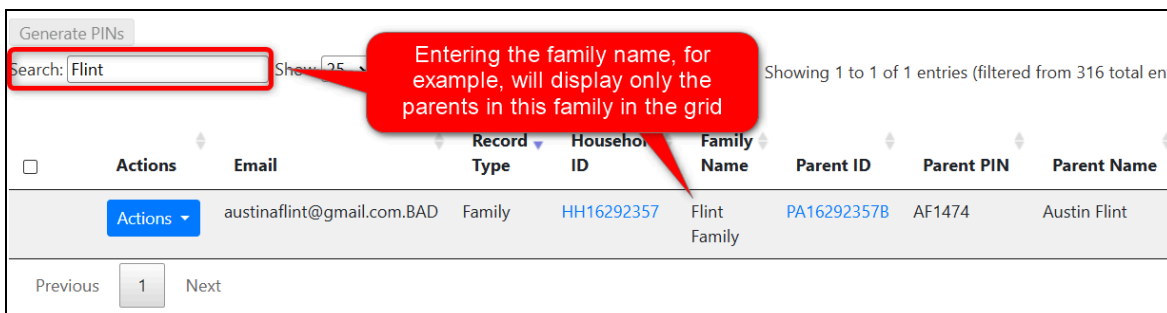 Generate PINs
Search: Flint Show 25
Entering the family name, for
example, will display only the
parents in this family in the grid
Showing 1 to 1 of 1 entries (filtered from 316 total en
Actions Email Record Type Household ID Family Name Parent ID Parent PIN Parent Name
Actions austinaflint@gmail.com.BAD Family HH16292357 Flint Family PA16292357B AF1474 Austin Flint
Previous 1 Next